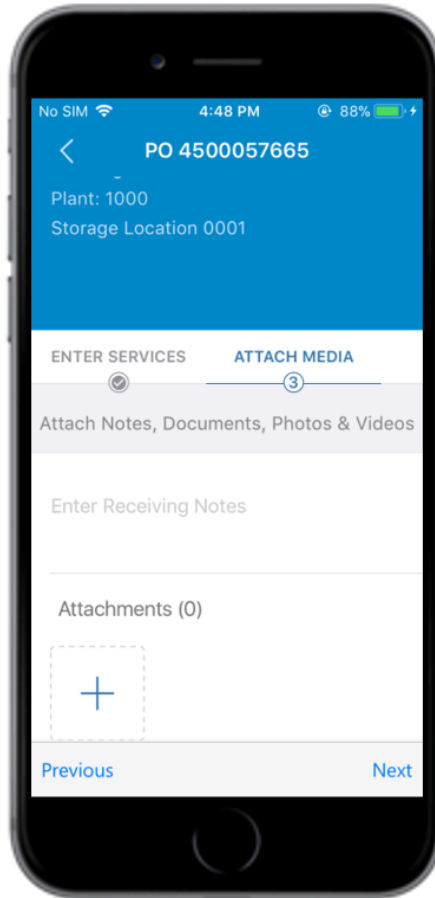 No SIM 4:48 PM 88%
PO 4500057665
Plant: 1000
Storage Location 0001
ENTER SERVICES ATTACH MEDIA
3
Attach Notes, Documents, Photos & Videos
Enter Receiving Notes
Attachments (0)
Previous Next